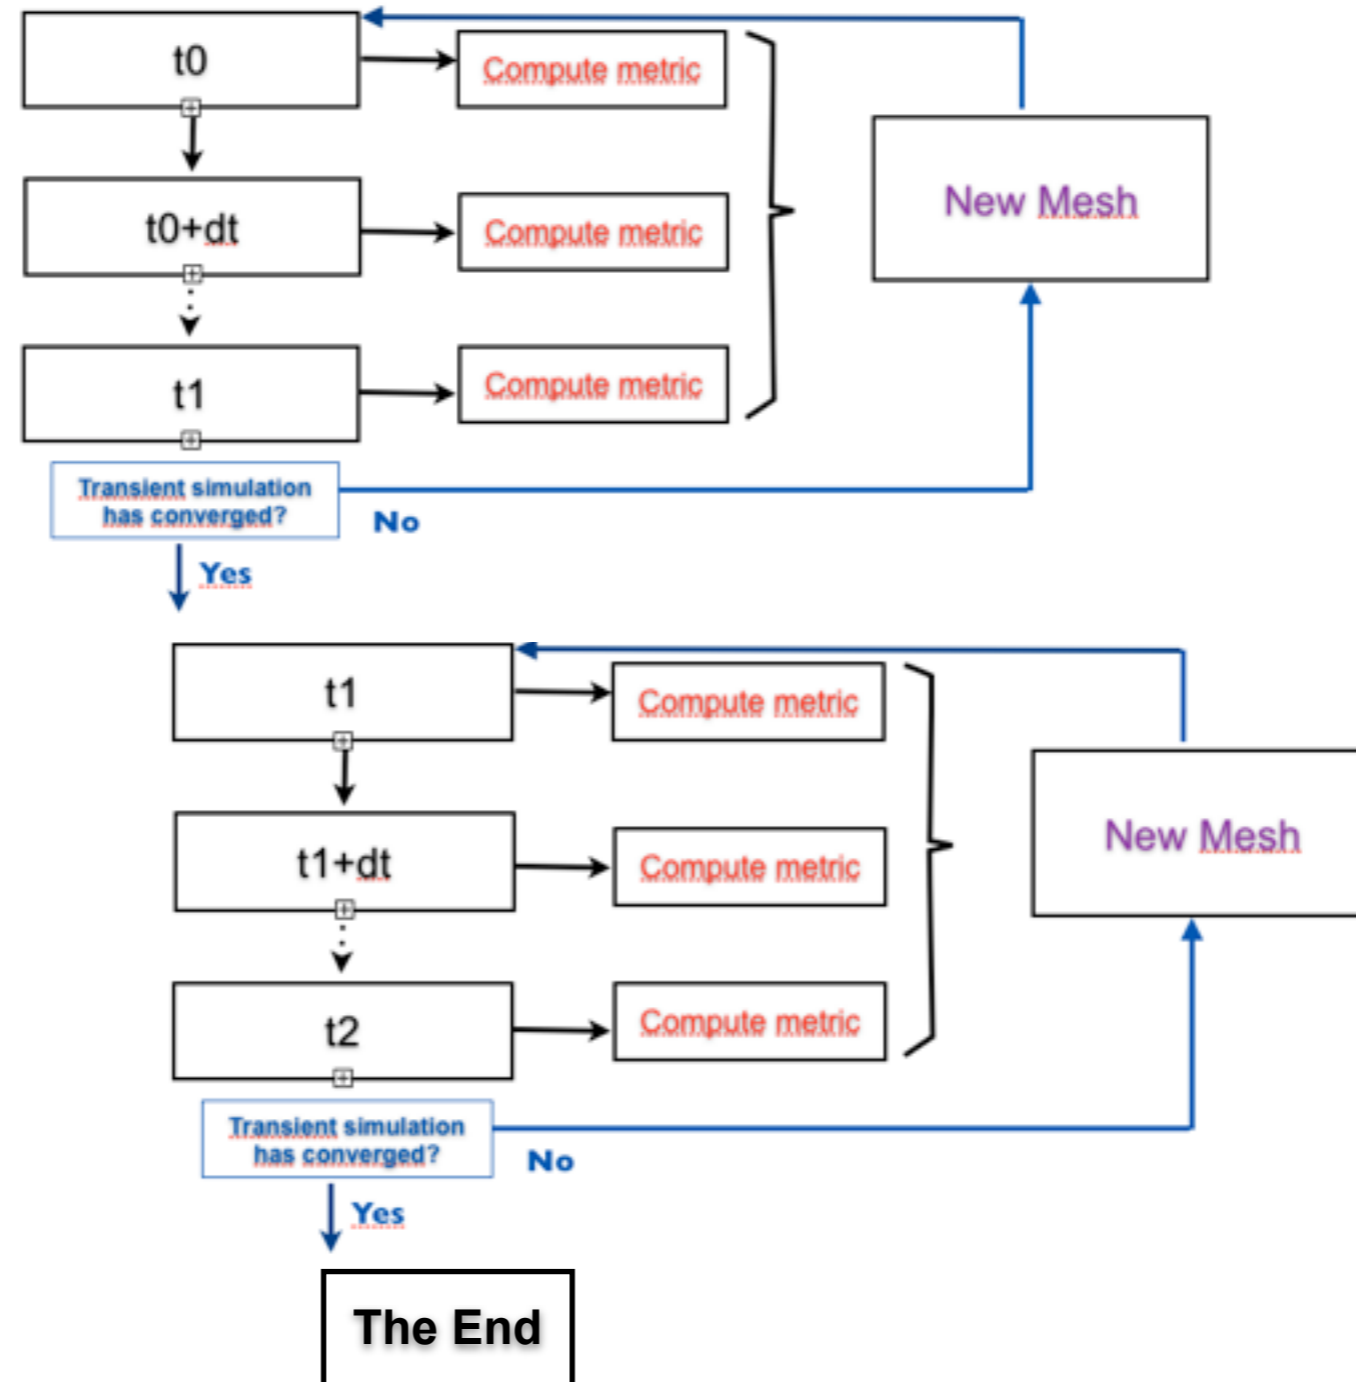 t0
Compute metric
t0+dt
Compute metric
New Mesh
t1
Compute metric
Transient simulation
has converged?
No
Yes
t1
Compute metric
t1+dt
Compute metric
New Mesh
t2
Compute metric
Transient simulation
has converged?
No
Yes
The End